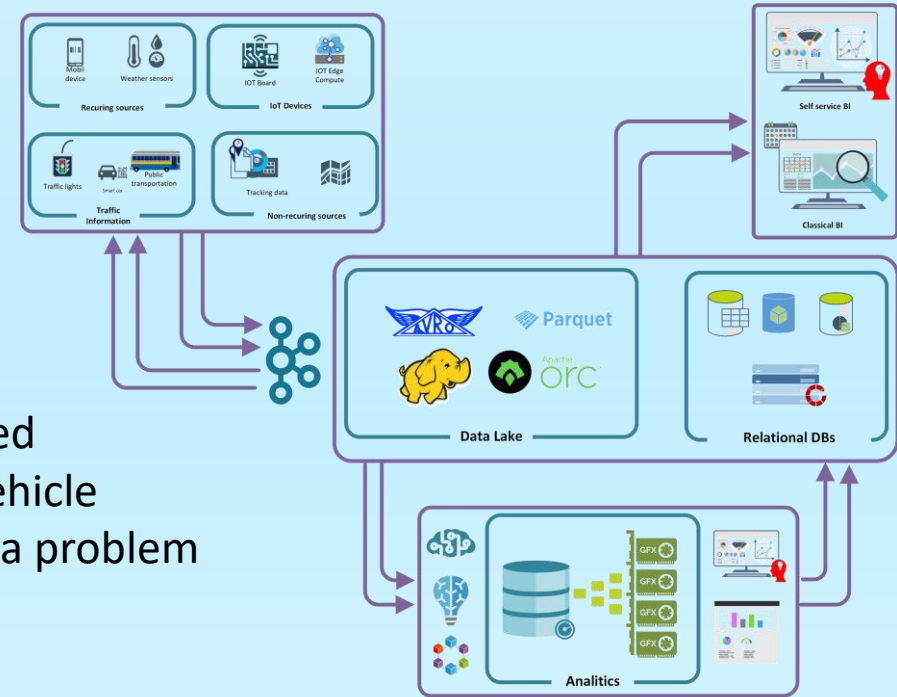 Mobil
device
Weather sensors
Recuring sources
IOT Board
IOT Edge
Compute
IoT Devices
Traffic lights
Smart car
Public
transportation
Traffic
Information
Tracking data
Non-recuring sources
Self service BI
Classical BI
AVRO
Parquet
Apache
orc
Data Lake
Relational DBs
ed
ehicle
a problem
GFX
GFX
GFX
GFX
Analitics